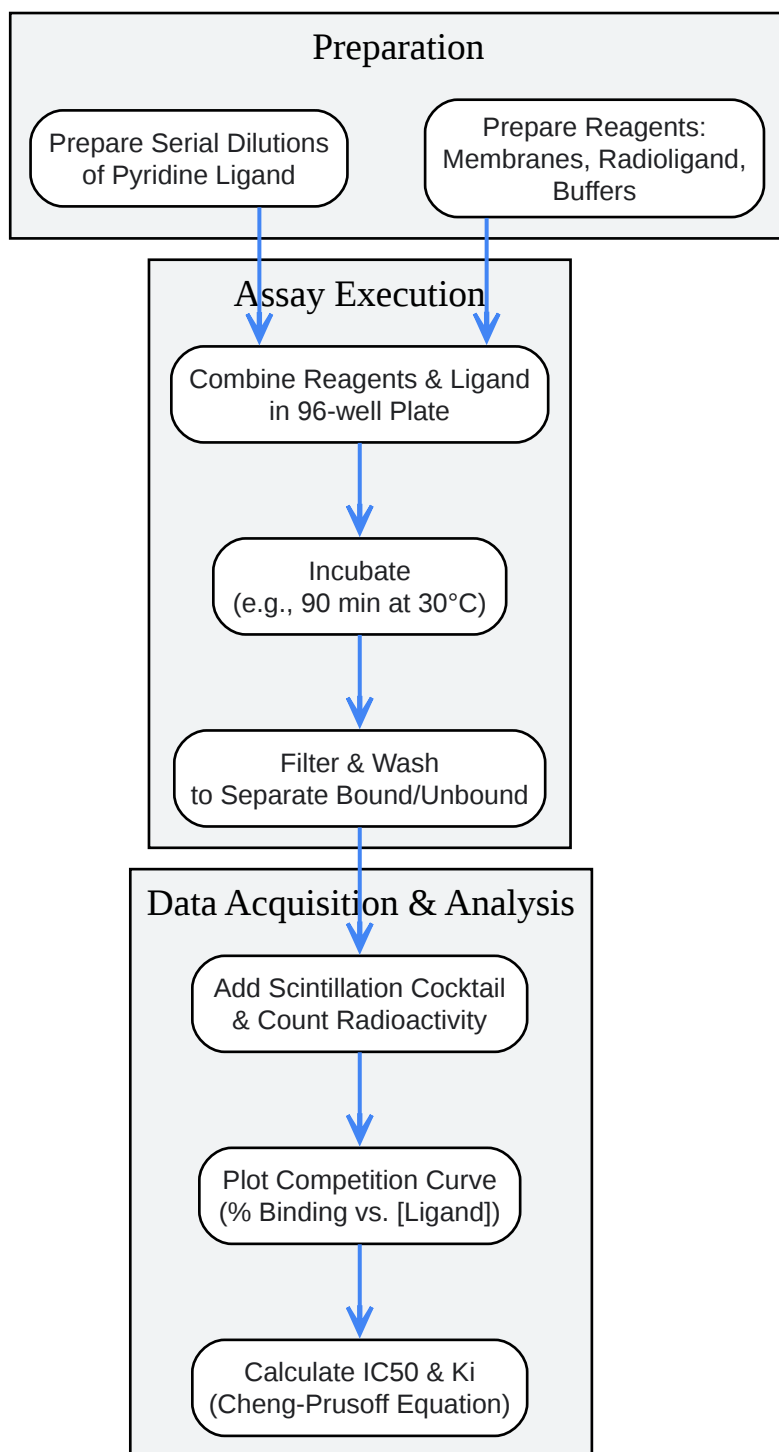 Preparation
Prepare Serial Dilutions
of Pyridine Ligand
Prepare Reagents:
Membranes, Radioligand,
Buffers
Assay Execution
Combine Reagents & Ligand
in 96-well Plate
Incubate
(e.g., 90 min at 30°C)
Filter & Wash
to Separate Bound/Unbound
Data Acquisition & Analysis
Add Scintillation Cocktail
& Count Radioactivity
Plot Competition Curve
(% Binding vs. [Ligand])
Calculate IC50 & Ki
(Cheng-Prusoff Equation)